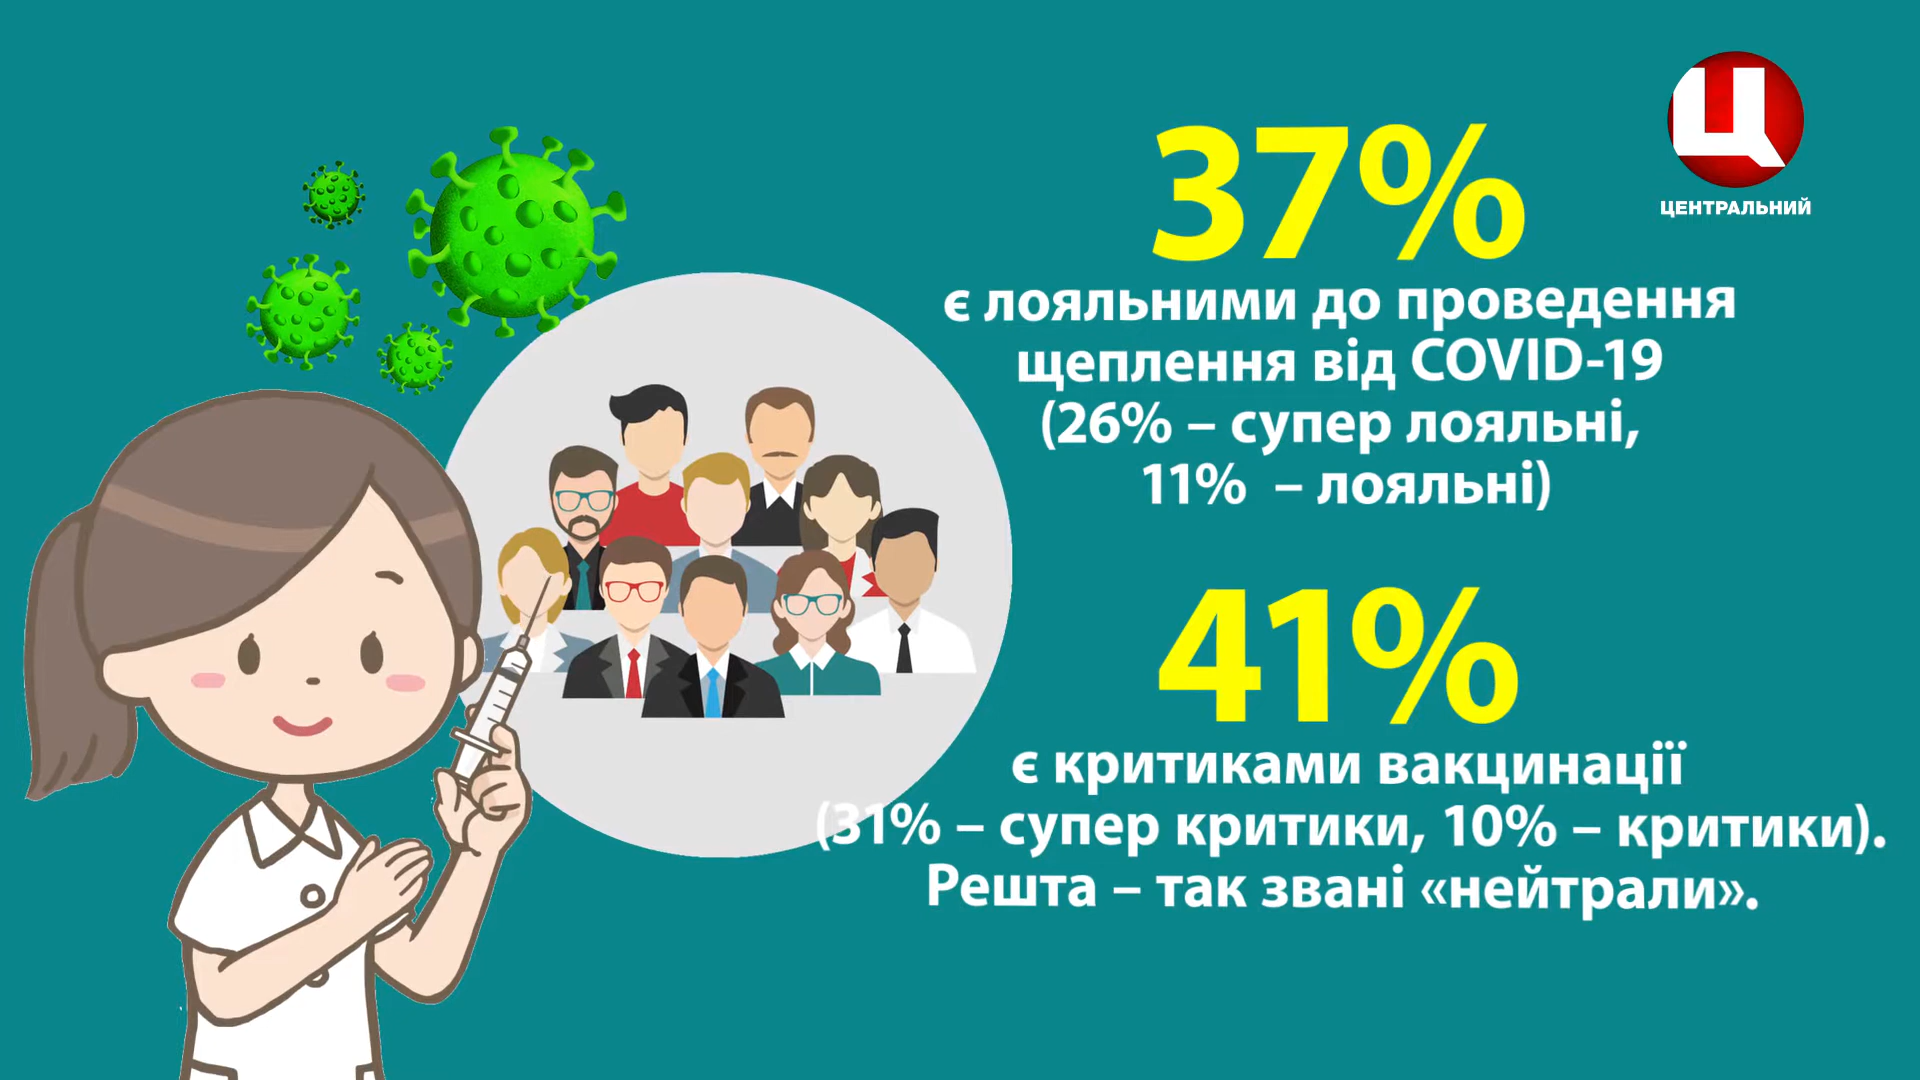 Ц
ЦЕНТРАЛЬНИЙ
37%
є лояльними до проведення
щеплення від COVID-19
(26% – супер лояльні,
11% – лояльні)
41%
є критиками вакцинації
(31% – супер критики, 10% – критики).
Решта – так звані «нейтрали».